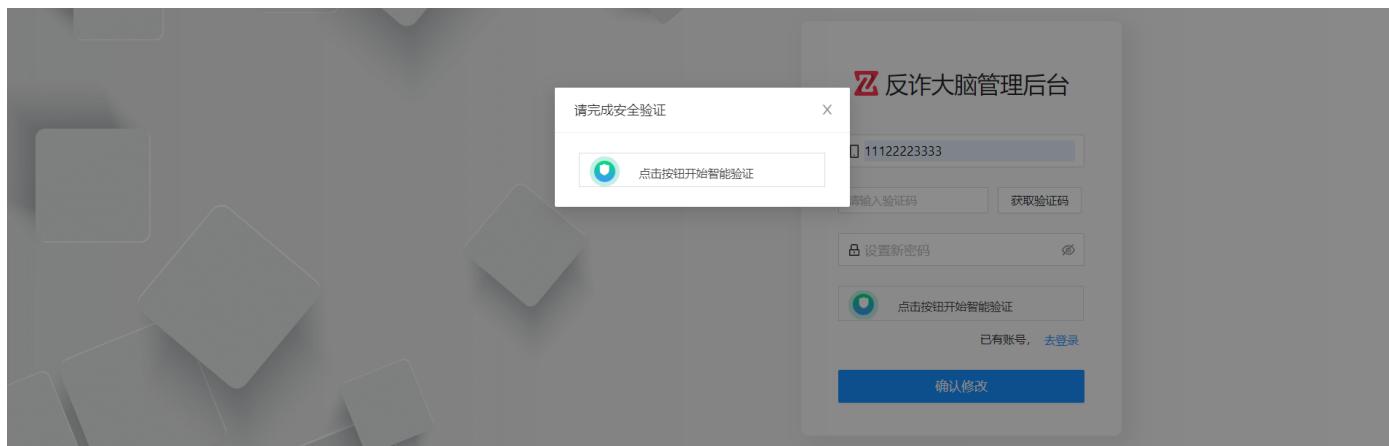 反诈大脑管理后台
请完成安全验证
点击按钮开始智能验证
11122223333
请输入验证码
获取验证码
设置新密码
点击按钮开始智能验证
已有账号， 去登录
确认修改